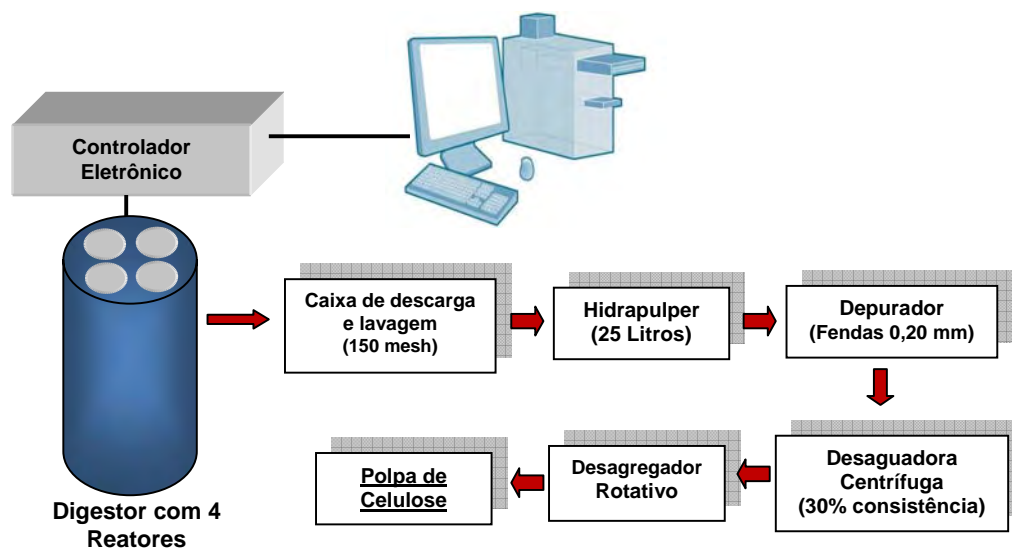 Controlador
Eletrônico
Caixa de descarga
e lavagem
(150 mesh)
Hidrapulper
(25 Litros)
Depurador
(Fendas 0,20 mm)
Desaguadora
Centrífuga
(30% consistência)
Desagregador
Rotativo
Polpa de
Celulose
Digestor com 4
Reatores